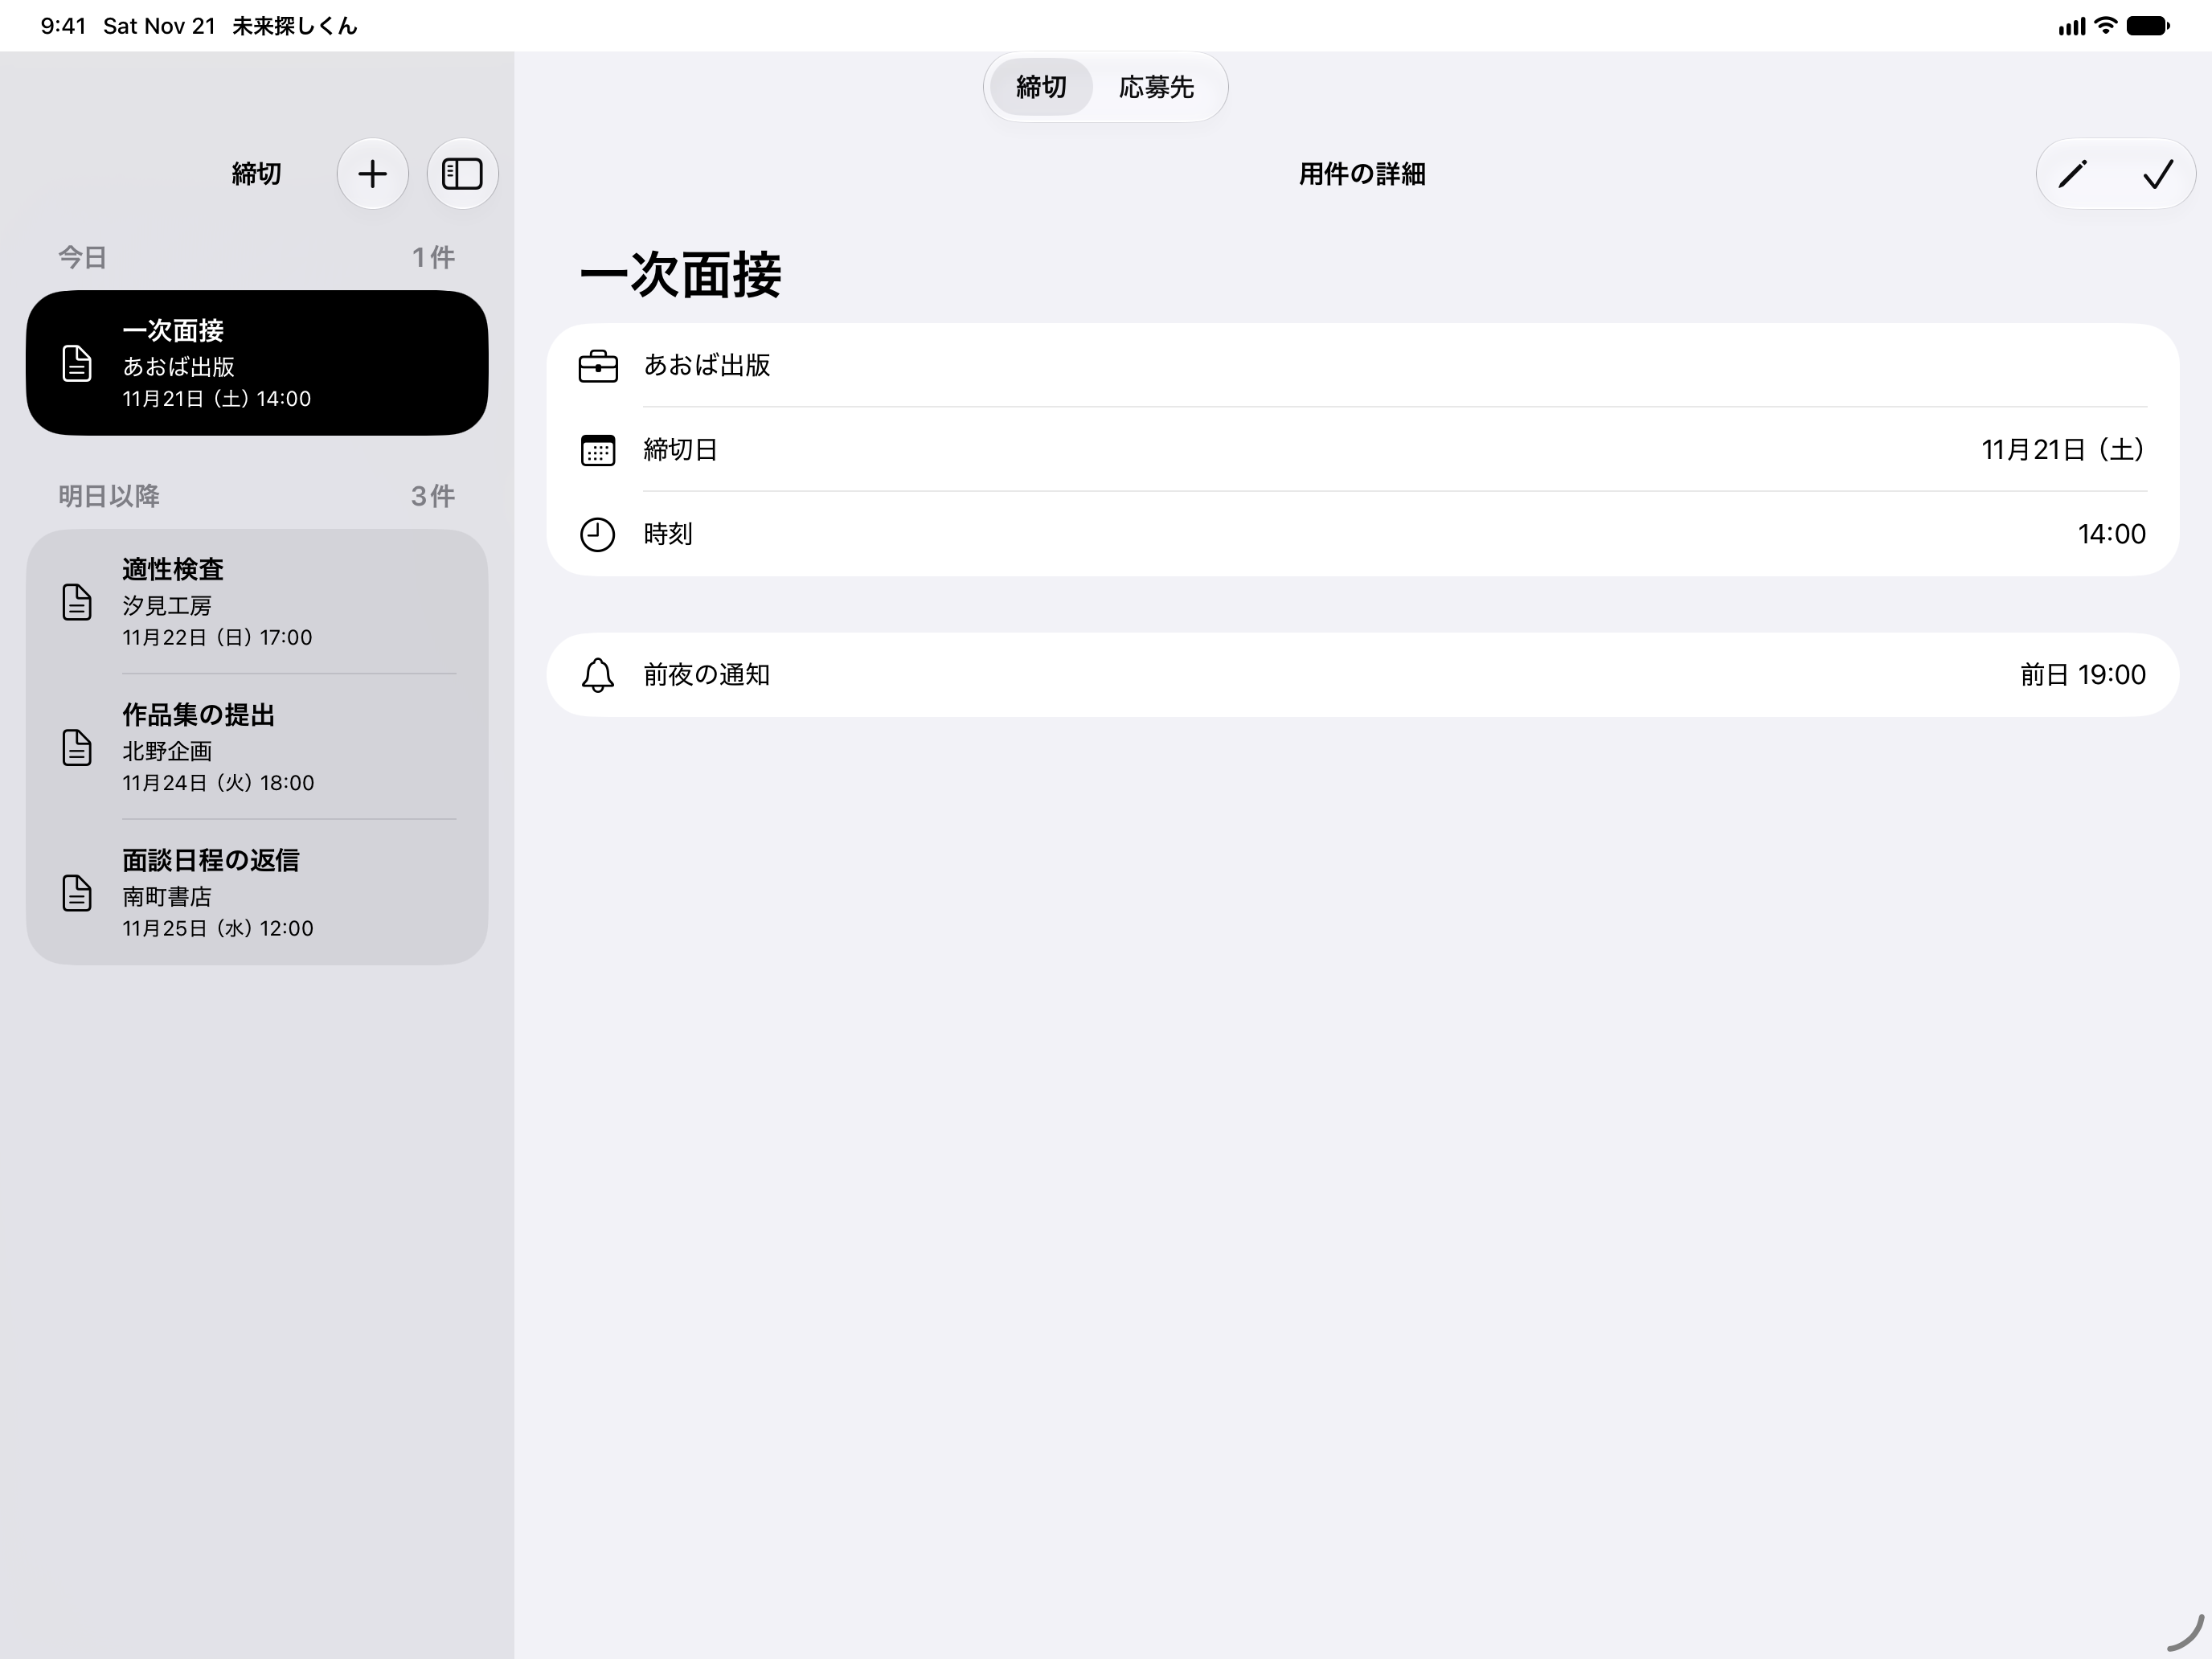 9:41 Sat Nov 21 未来探しくん
締切 応募先
締切
今日 1件
一次面接
あおば出版
11月21日（土）14:00
明日以降 3件
適性検査
汐見工房
11月22日（日）17:00
作品集の提出
北野企画
11月24日（火）18:00
面談日程の返信
南町書店
11月25日（水）12:00
用件の詳細
一次面接
あおば出版
締切日 11月21日（土）
時刻 14:00
前夜の通知 前日 19:00